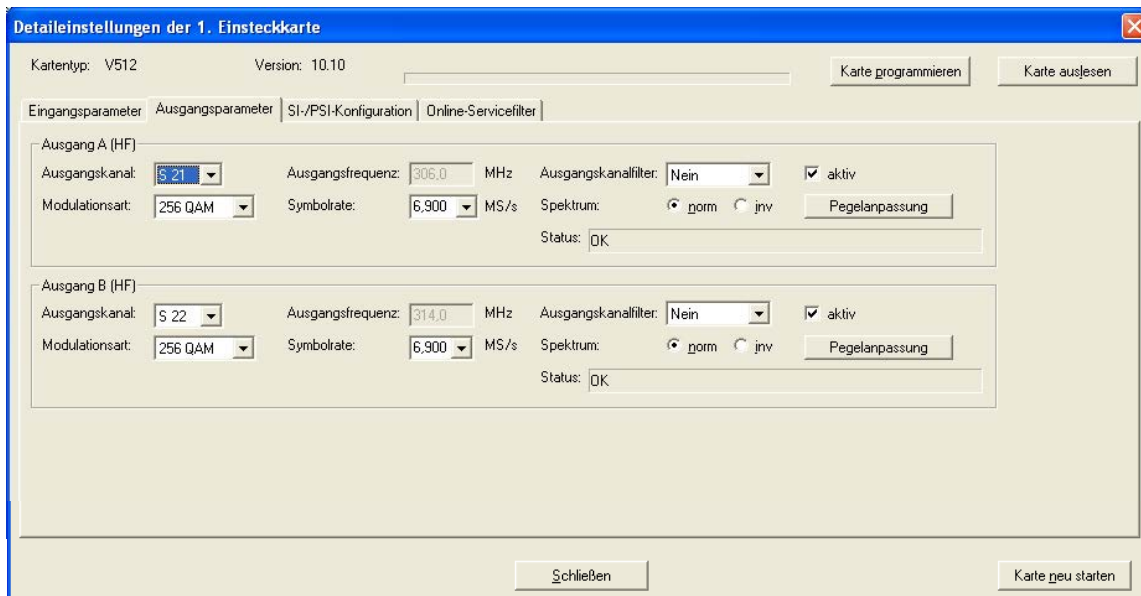 Detaileinstellungen der 1. Einsteckkarte
Kartentyp: V512 Version: 10.10 Karte programmieren Karte auslesen
Eingangsparameter Ausgangsparameter SI-/PSI-Konfiguration Online-Servicefilter
Ausgang A (HF)
Ausgangskanal: S 21 Ausgangsfrequenz: 306,0 MHz Ausgangskanalfilter: Nein aktiv
Modulationsart: 256 QAM Symbolrate: 6,900 MS/s Spektrum: norm inv Pegelanpassung
Status: OK
Ausgang B (HF)
Ausgangskanal: S 22 Ausgangsfrequenz: 314,0 MHz Ausgangskanalfilter: Nein aktiv
Modulationsart: 256 QAM Symbolrate: 6,900 MS/s Spektrum: norm inv Pegelanpassung
Status: OK
Schließen Karte neu starten